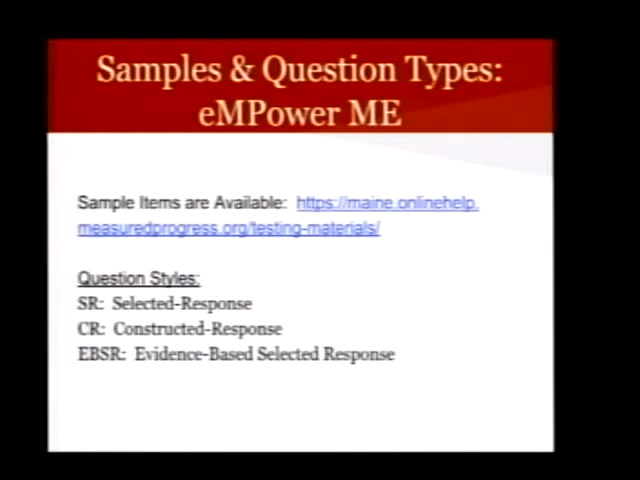 Samples & Question Types:
eMPower ME
Sample Items are Available: https://maine.onlinehelp.
measuredprogress.org/testing-materials/
Question Styles:
SR: Selected-Response
CR: Constructed-Response
EBSR: Evidence-Based Selected Response